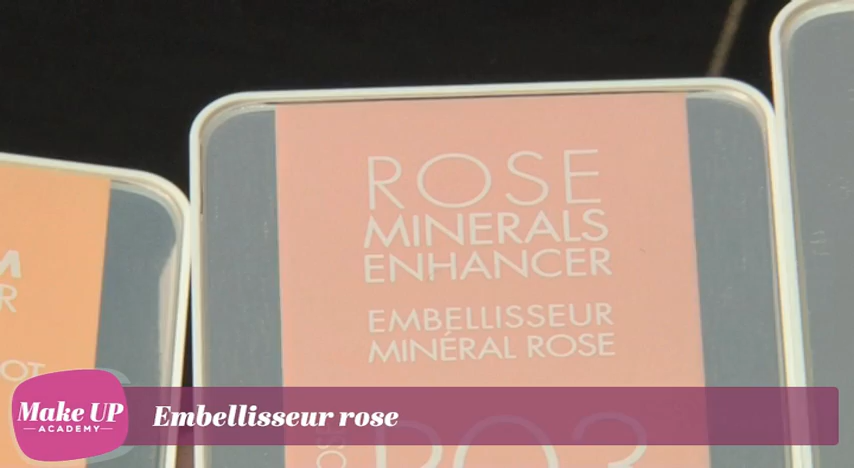 ROSE
MINERALS
ENHANCER
EMBELLISSEUR
MINÉRAL ROSE
Make UP
ACADEMY
Embellisseur rose